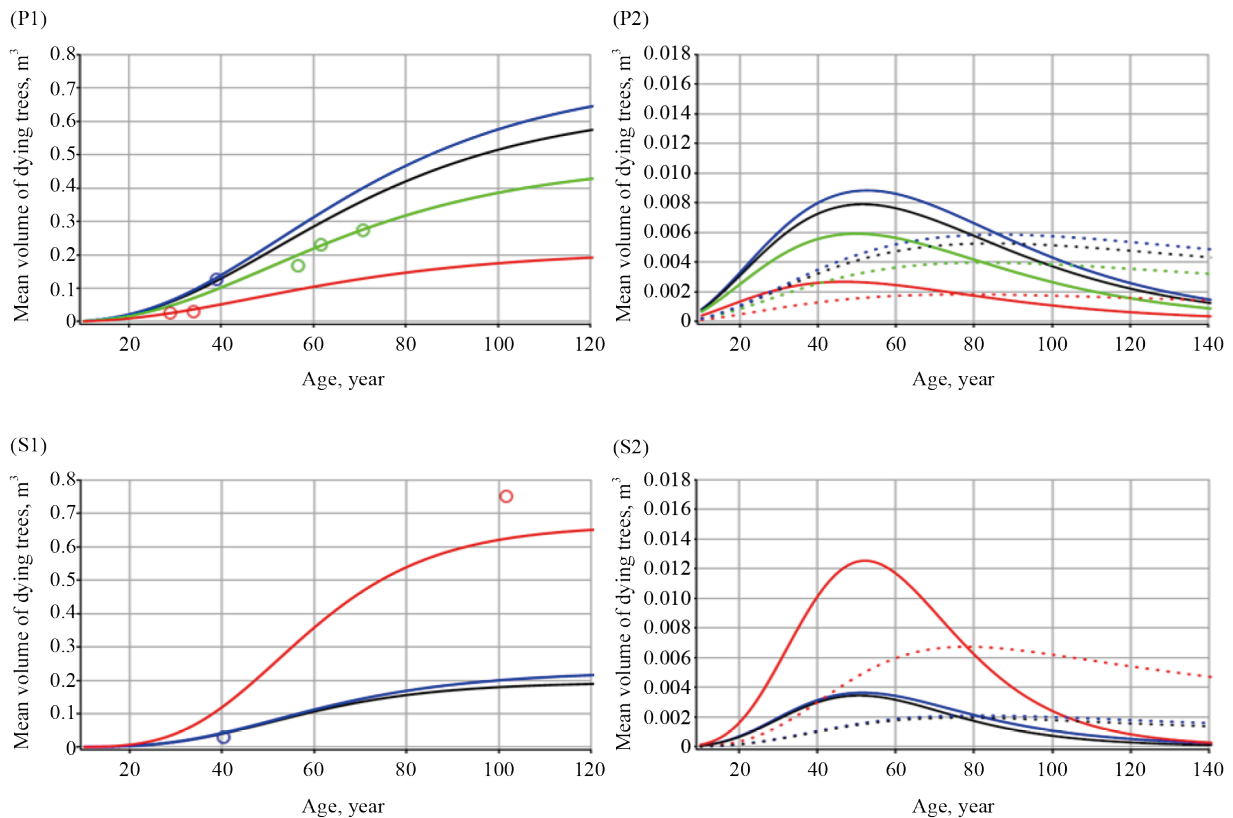 (P1)
Mean volume of dying trees, m³
0.8
0.7
0.6
0.5
0.4
0.3
0.2
0.1
0
20 40 60 80 100 120
Age, year
(P2)
Mean volume of dying trees, m³
0.018
0.016
0.014
0.012
0.010
0.008
0.006
0.004
0.002
0
20 40 60 80 100 120 140
Age, year
(S1)
Mean volume of dying trees, m³
0.8
0.7
0.6
0.5
0.4
0.3
0.2
0.1
0
20 40 60 80 100 120
Age, year
(S2)
Mean volume of dying trees, m³
0.018
0.016
0.014
0.012
0.010
0.008
0.006
0.004
0.002
0
20 40 60 80 100 120 140
Age, year